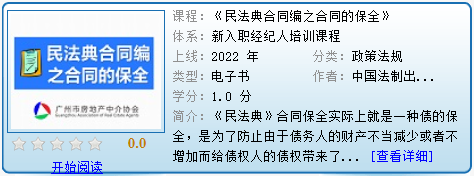 民法典合同编
之合同的保全
广州市房地产中介协会
Guangzhou Association of Real Estate Agents
0.0
开始阅读
课程：《民法典合同编之合同的保全》
体系：新入职经纪人培训课程
上线：2022 年 分类：政策法规
类型：电子书 作者：中国法制出...
学分：1.0 分
简介：《民法典》合同保全实际上就是一种债的保
全，是为了防止由于债务人的财产不当减少或者不
增加而给债权人的债权带来了... [查看详细]